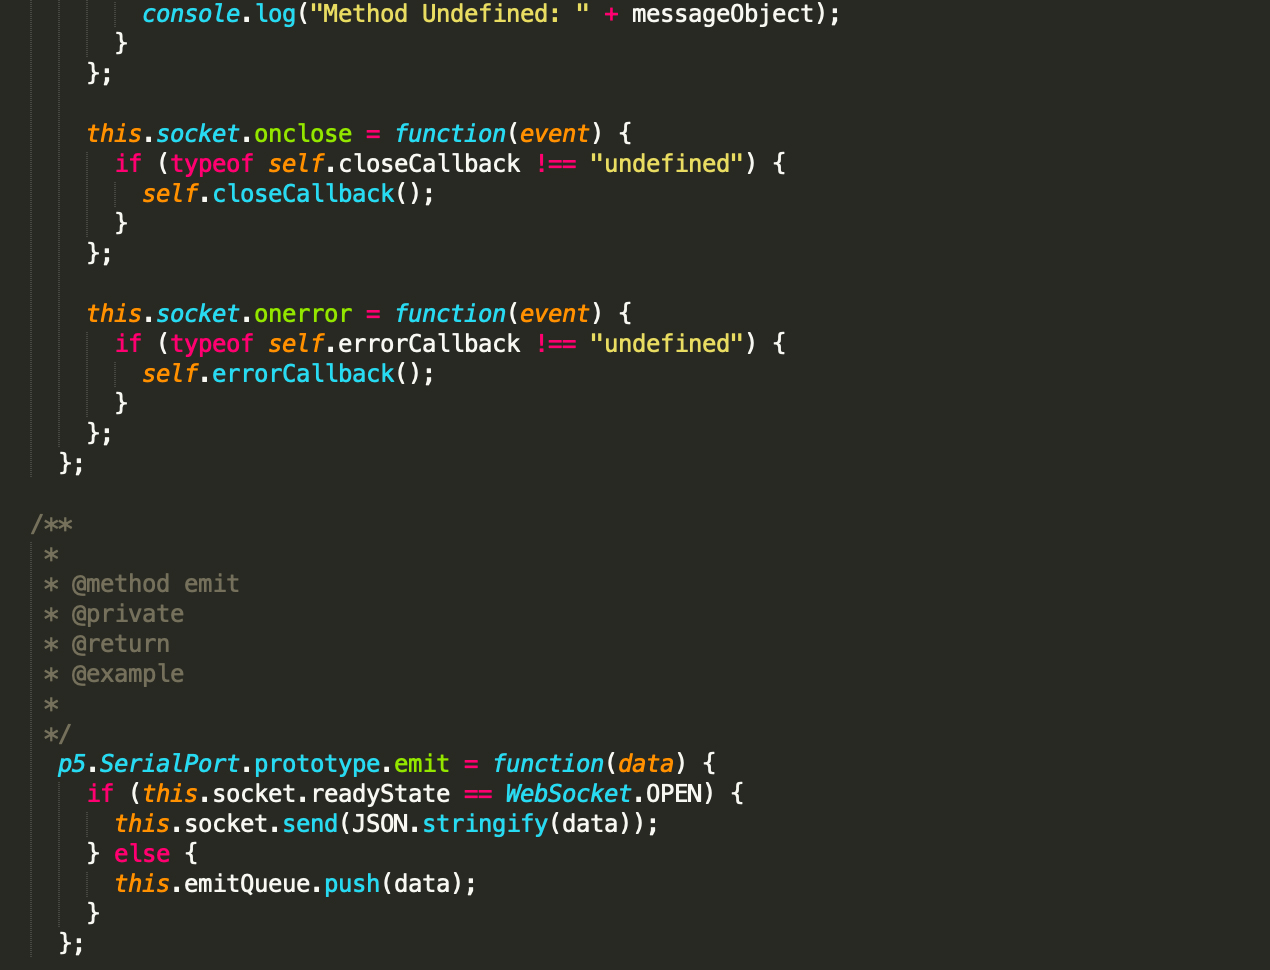 console.log("Method Undefined: " + messageObject);
    }
  };

  this.socket.onclose = function(event) {
    if (typeof self.closeCallback !== "undefined") {
      self.closeCallback();
    }
  };

  this.socket.onerror = function(event) {
    if (typeof self.errorCallback !== "undefined") {
      self.errorCallback();
    }
  };
};

/**
 *
 * @method emit
 * @private
 * @return
 * @example
 *
 */
p5.SerialPort.prototype.emit = function(data) {
  if (this.socket.readyState == WebSocket.OPEN) {
    this.socket.send(JSON.stringify(data));
  } else {
    this.emitQueue.push(data);
  }
};